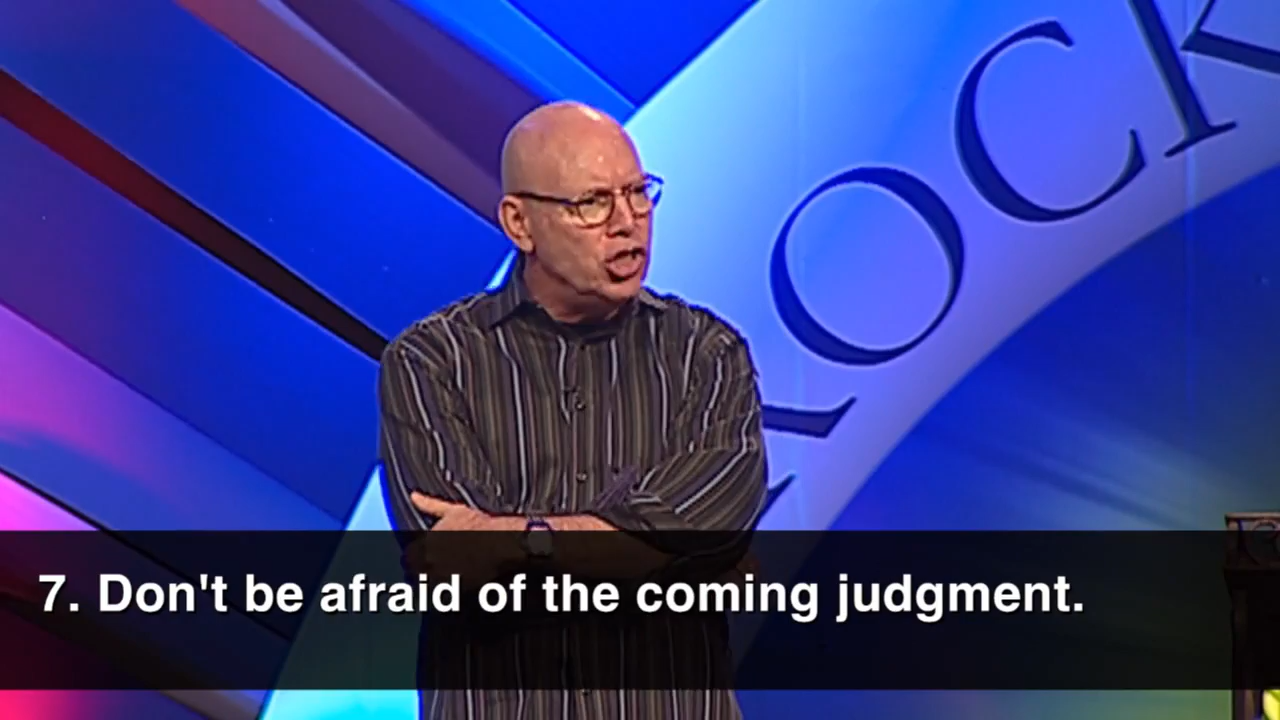 ROCK
7. Don't be afraid of the coming judgment.